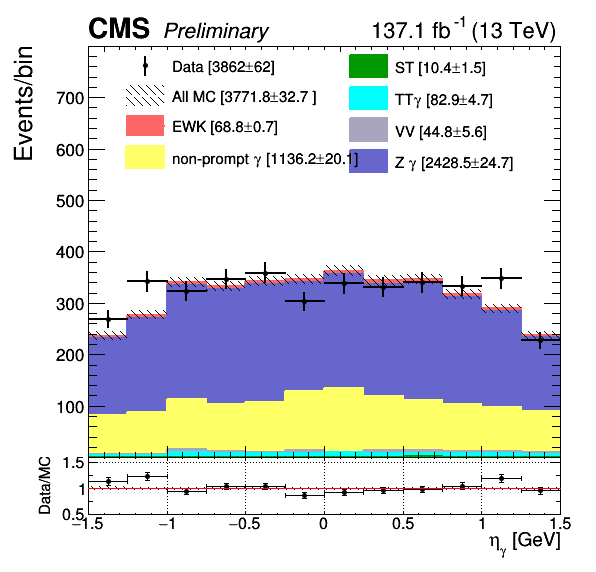 CMS Preliminary 137.1 fb⁻¹ (13 TeV)
Events/bin
Data [3862±62]
All MC [3771.8±32.7 ]
EWK [68.8±0.7]
non-prompt γ [1136.2±20.1]
ST [10.4±1.5]
TTγ [82.9±4.7]
VV [44.8±5.6]
Z γ [2428.5±24.7]
700
600
500
400
300
200
100
Data/MC
1.5
1
0.5
−1.5 −1 −0.5 0 0.5 1 1.5
ηγ [GeV]